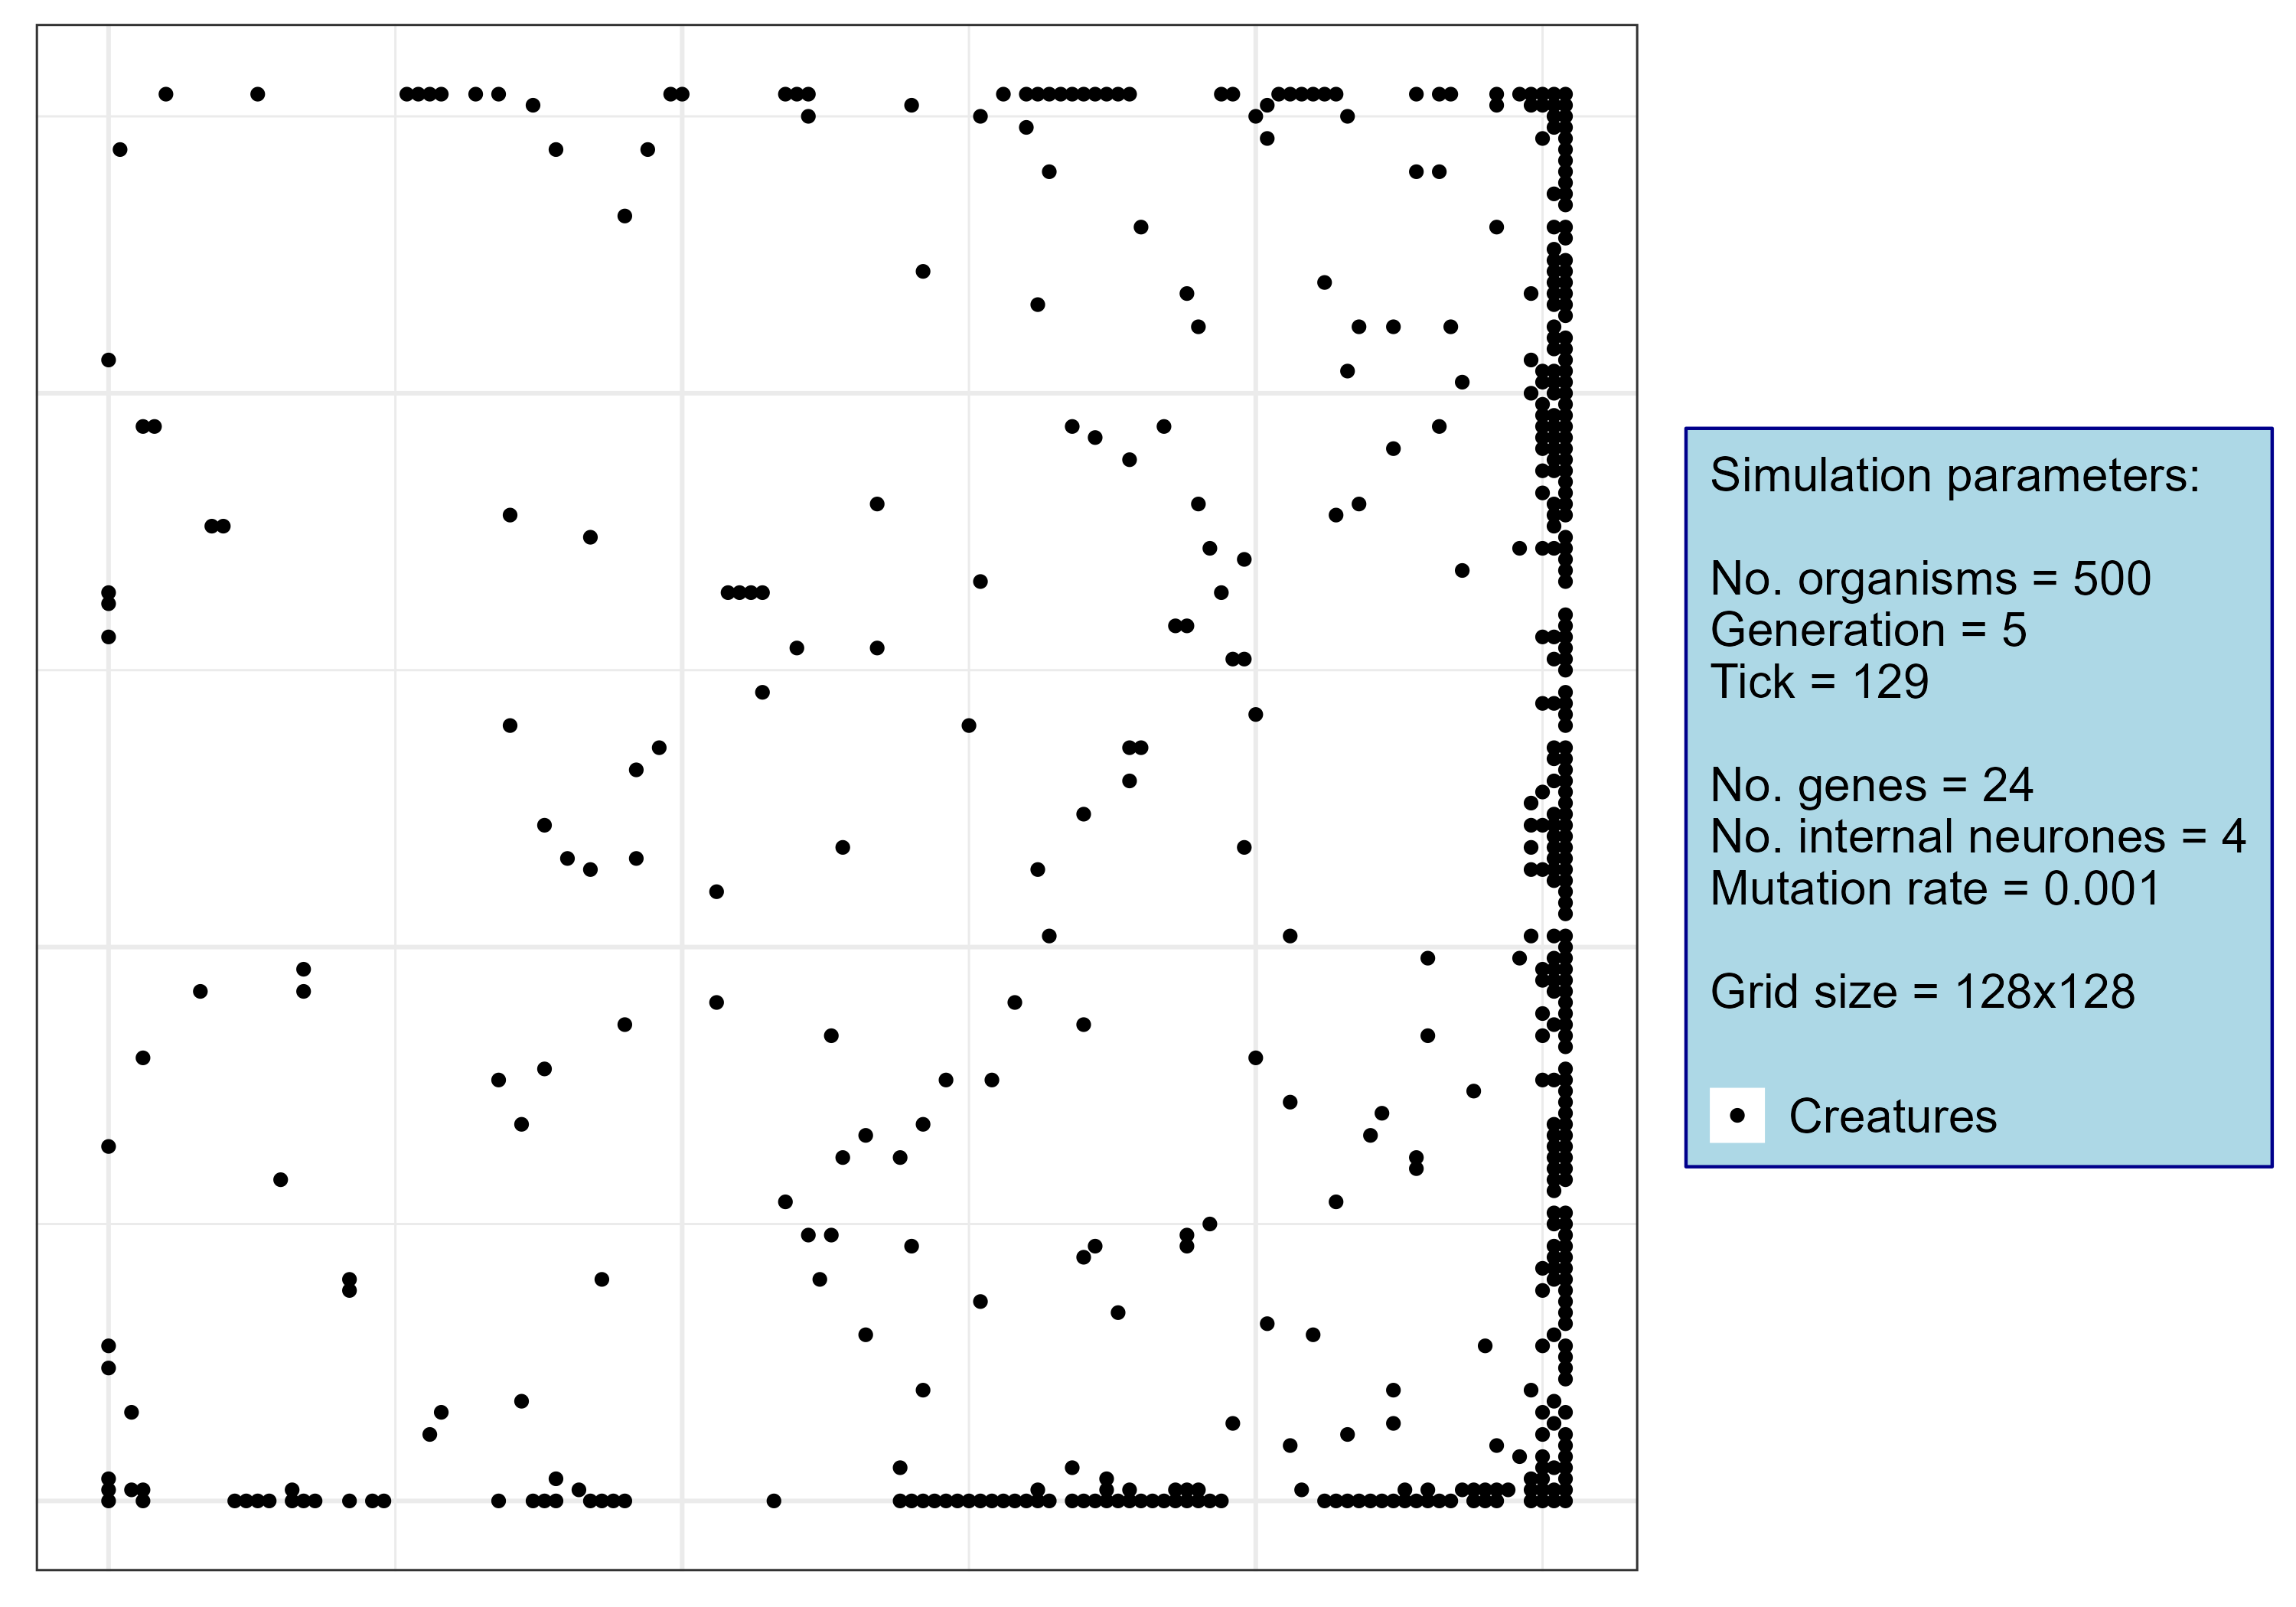 Simulation parameters:
No. organisms = 500
Generation = 5
Tick = 129
No. genes = 24
No. internal neurones = 4
Mutation rate = 0.001
Grid size = 128x128
Creatures